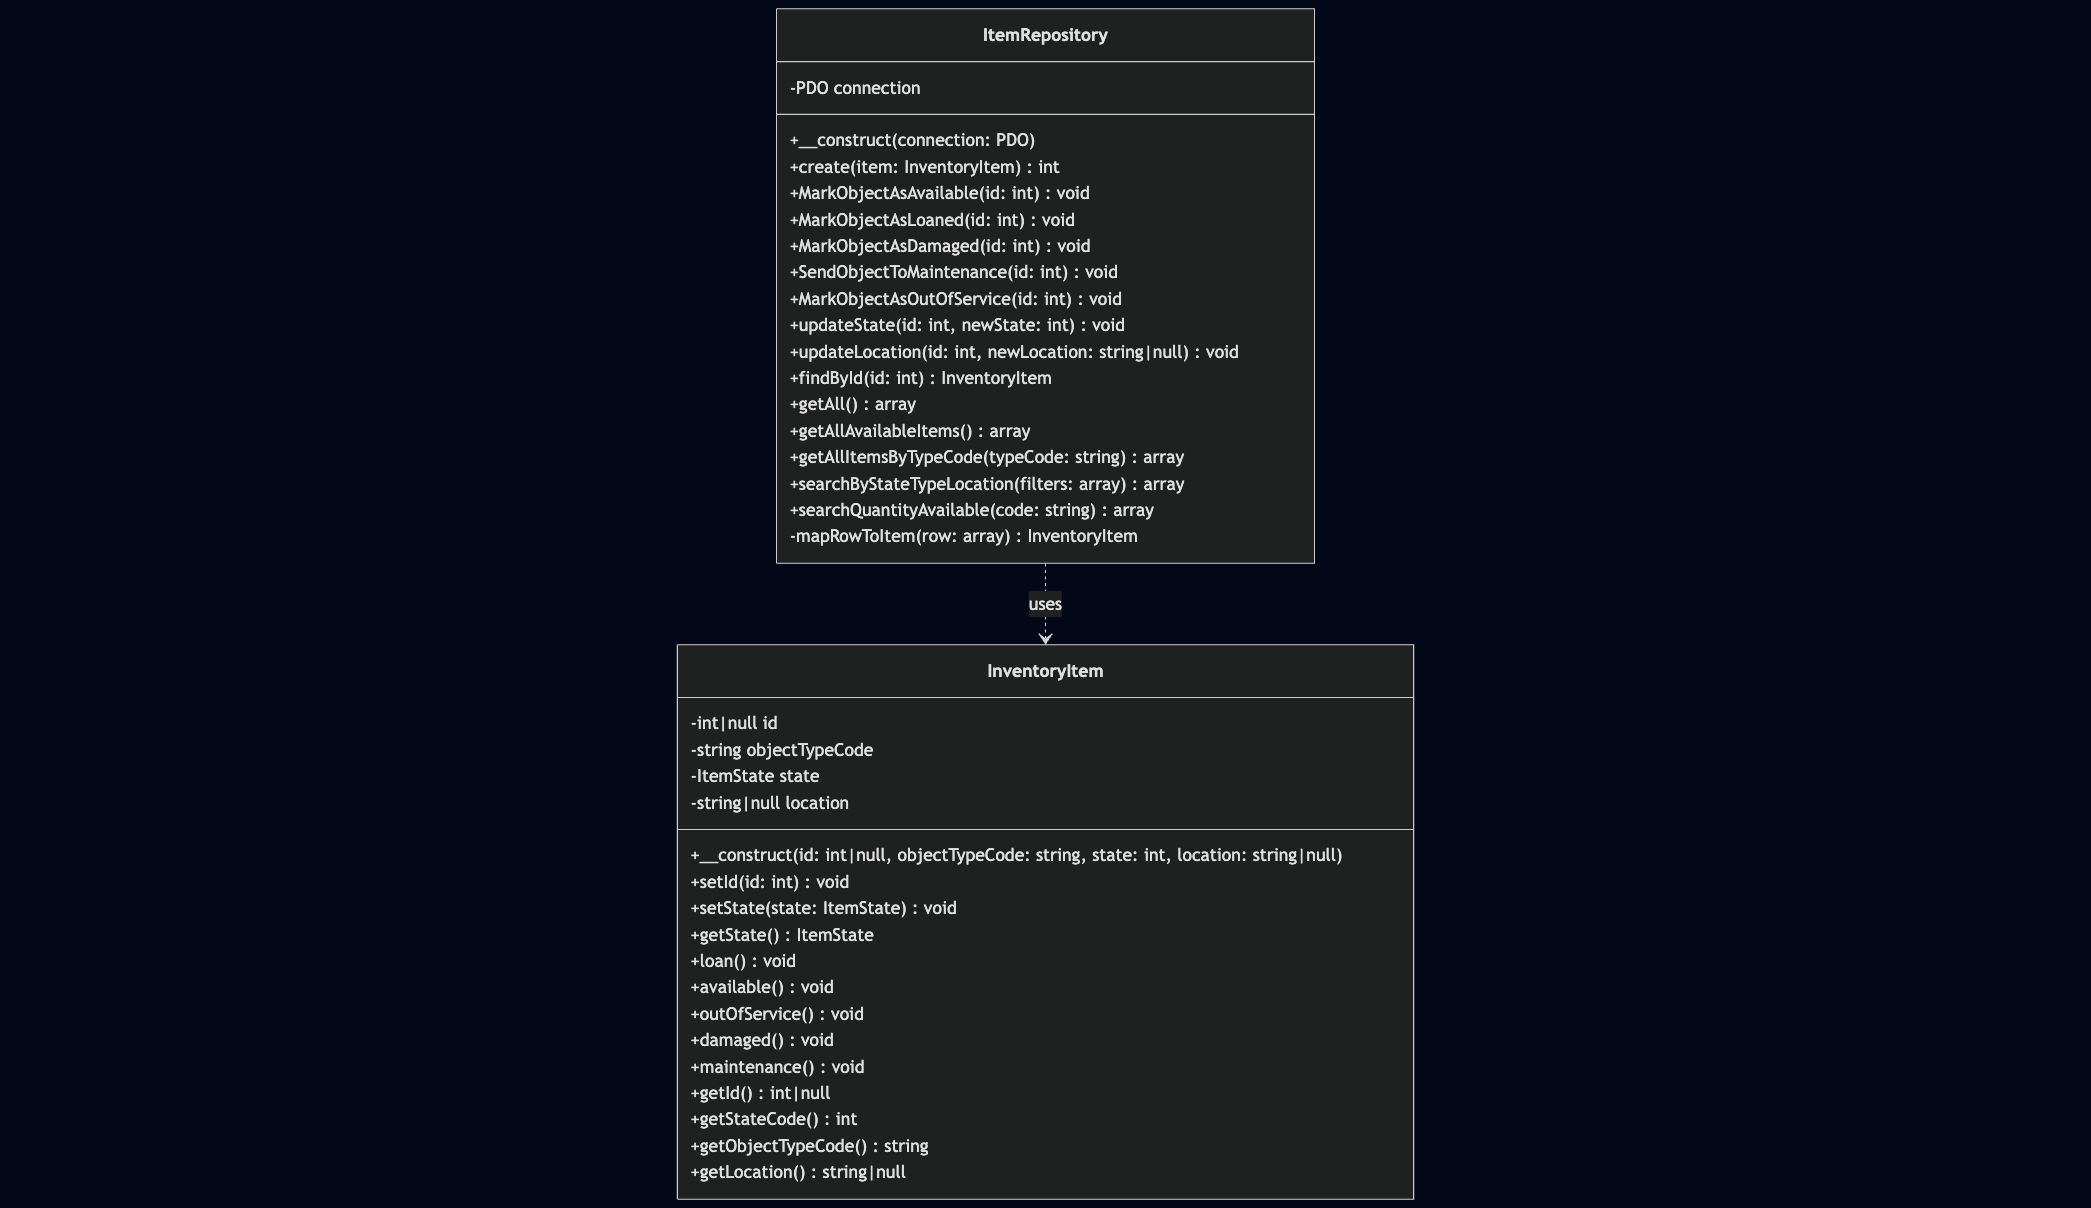 ItemRepository
-PDO connection
+__construct(connection: PDO)
+create(item: InventoryItem) : int
+MarkObjectAsAvailable(id: int) : void
+MarkObjectAsLoaned(id: int) : void
+MarkObjectAsDamaged(id: int) : void
+SendObjectToMaintenance(id: int) : void
+MarkObjectAsOutOfService(id: int) : void
+updateState(id: int, newState: int) : void
+updateLocation(id: int, newLocation: string|null) : void
+findById(id: int) : InventoryItem
+getAll() : array
+getAllAvailableItems() : array
+getAllItemsByTypeCode(typeCode: string) : array
+searchByStateTypeLocation(filters: array) : array
+searchQuantityAvailable(code: string) : array
-mapRowToItem(row: array) : InventoryItem
uses
InventoryItem
-int|null id
-string objectTypeCode
-ItemState state
-string|null location
+__construct(id: int|null, objectTypeCode: string, state: int, location: string|null)
+setId(id: int) : void
+setState(state: ItemState) : void
+getState() : ItemState
+loan() : void
+available() : void
+outOfService() : void
+damaged() : void
+maintenance() : void
+getId() : int|null
+getStateCode() : int
+getObjectTypeCode() : string
+getLocation() : string|null